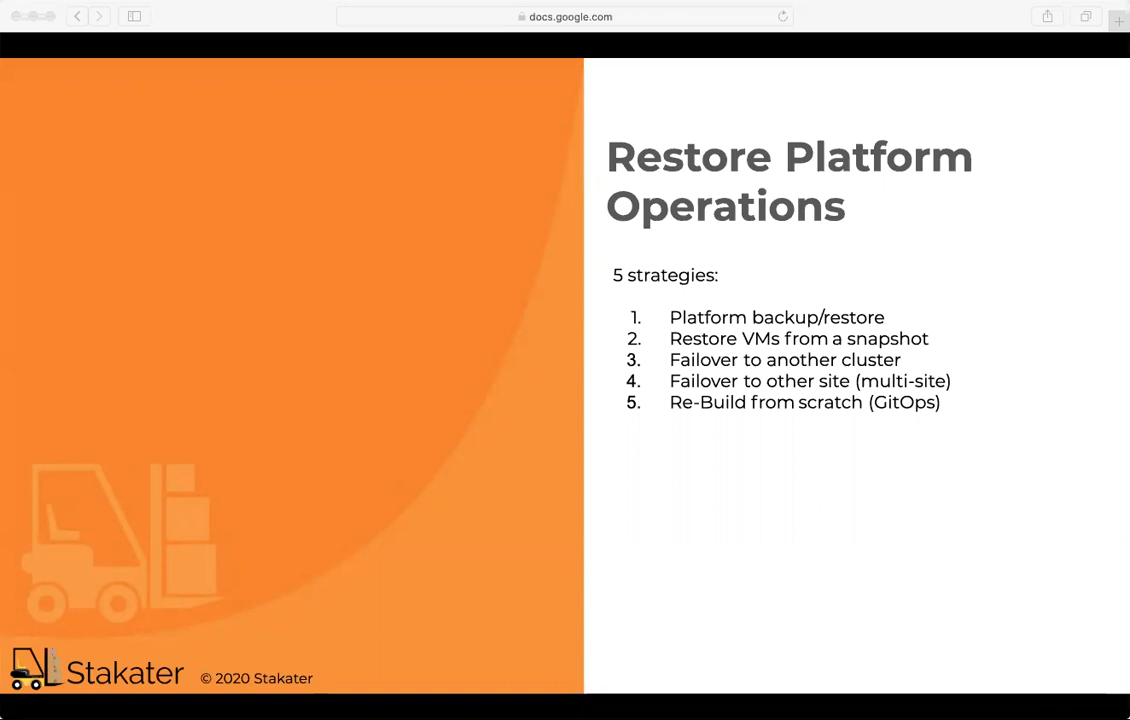 docs.google.com
Restore Platform
Operations
5 strategies:
1. Platform backup/restore
2. Restore VMs from a snapshot
3. Failover to another cluster
4. Failover to other site (multi-site)
5. Re-Build from scratch (GitOps)
Stakater © 2020 Stakater